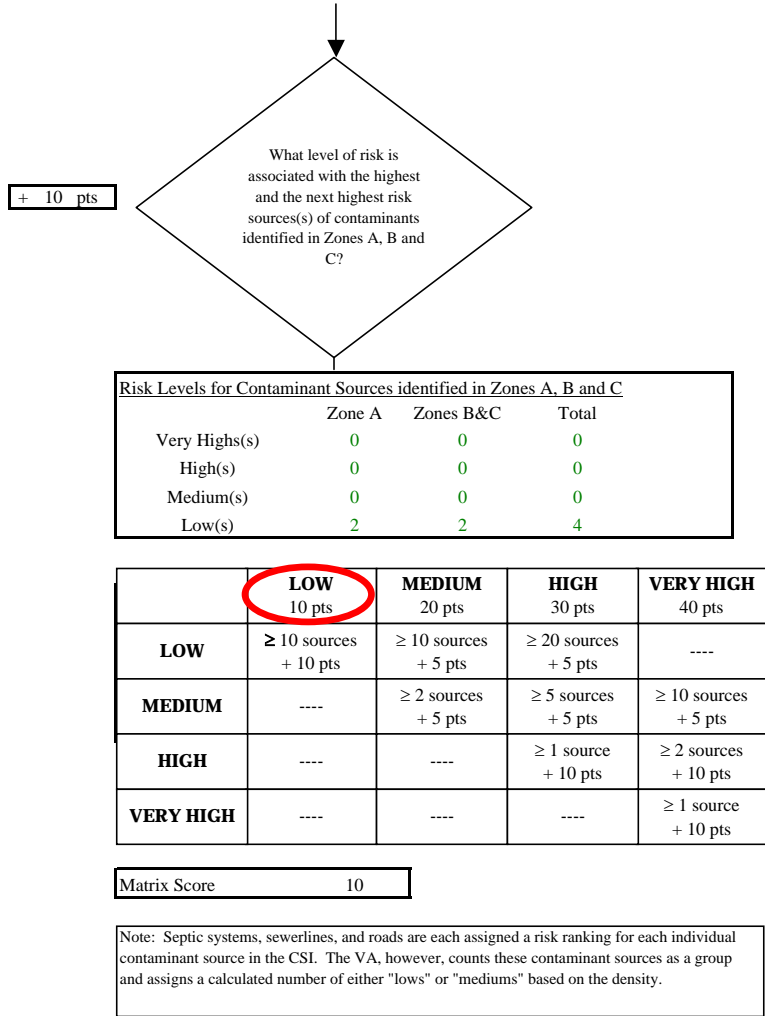 What level of risk is
associated with the highest
and the next highest risk
sources(s) of contaminants
identified in Zones A, B and
C?
+ 10 pts
Risk Levels for Contaminant Sources identified in Zones A, B and C
Zone A Zones B&C Total
Very Highs(s) 0 0 0
High(s) 0 0 0
Medium(s) 0 0 0
Low(s) 2 2 4
LOW MEDIUM HIGH VERY HIGH
10 pts 20 pts 30 pts 40 pts
LOW ≥ 10 sources + 10 pts ≥ 10 sources + 5 pts ≥ 20 sources + 5 pts ----
MEDIUM ---- ≥ 2 sources + 5 pts ≥ 5 sources + 5 pts ≥ 10 sources + 5 pts
HIGH ---- ---- ≥ 1 source + 10 pts ≥ 2 sources + 10 pts
VERY HIGH ---- ---- ---- ≥ 1 source + 10 pts
Matrix Score 10
Note: Septic systems, sewerlines, and roads are each assigned a risk ranking for each individual
contaminant source in the CSI. The VA, however, counts these contaminant sources as a group
and assigns a calculated number of either "lows" or "mediums" based on the density.